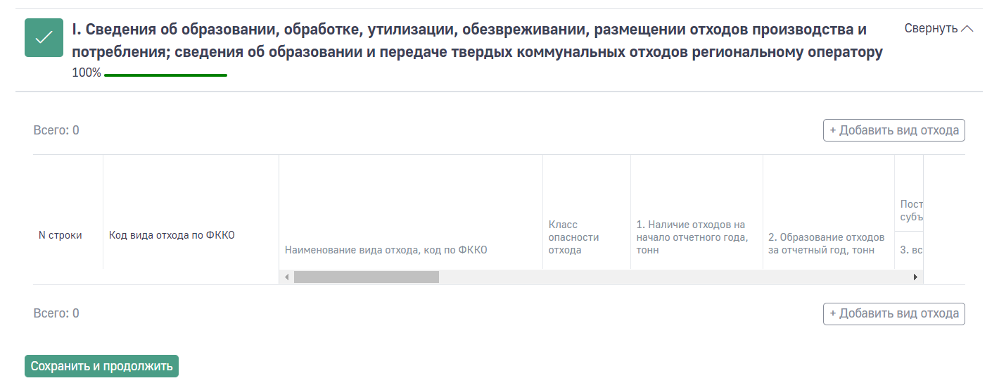 I. Сведения об образовании, обработке, утилизации, обезвреживании, размещении отходов производства и
потребления; сведения об образовании и передаче твердых коммунальных отходов региональному оператору
Свернуть
100%
Всего: 0
+ Добавить вид отхода
N строки
Код вида отхода по ФККО
Наименование вида отхода, код по ФККО
Класс
опасности
отхода
1. Наличие отходов на
начало отчетного года,
тонн
2. Образование отходов
за отчетный год, тонн
Пост
субъ
3. вс
Всего: 0
+ Добавить вид отхода
Сохранить и продолжить